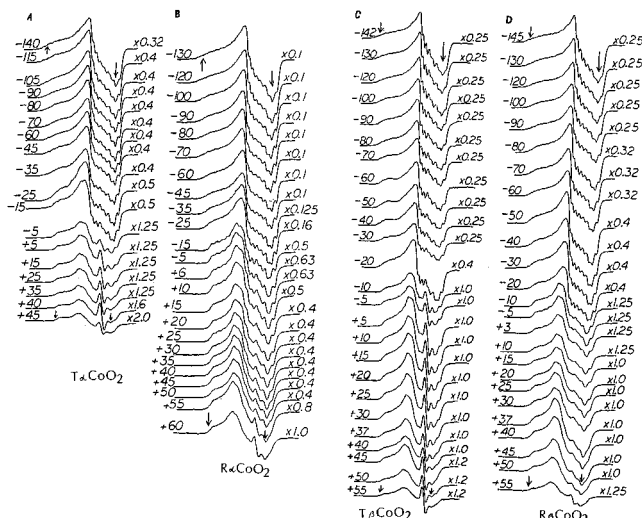 A
-140 x0.32
-115 x0.4
-105 x0.4
-90 x0.4
-80 x0.4
-70 x0.4
-60 x0.4
-45 x0.4
-35 x0.4
+25 x0.5
-15 x0.5
-5 x1.25
+5 x1.25
+15 x1.25
+25 x1.25
+35 x1.25
+40 x1.6
+45 x2.0
TαCoO₂
B
-130 x0.1
-120 x0.1
-100 x0.1
-90 x0.1
-80 x0.1
-70 x0.1
-60 x0.1
-45 x0.1
-35 x0.125
-25 x0.16
-15 x0.5
-5 x0.63
+6 x0.63
+10 x0.5
+15 x0.4
+20 x0.4
+25 x0.4
+30 x0.4
+35 x0.4
+40 x0.4
+45 x0.4
+50 x0.4
+55 x0.8
+60 x1.0
RαCoO₂
C
-142 x0.25
-130 x0.25
-120 x0.25
-100 x0.25
-90 x0.25
-80 x0.25
-70 x0.25
-60 x0.25
-50 x0.25
-40 x0.25
-30 x0.25
-20 x0.4
-10 x1.0
-5 x1.0
+5 x1.0
+10 x1.0
+15 x1.0
+20 x1.0
+25 x1.0
+30 x1.0
+37 x1.0
+40 x1.0
+45 x1.2
+50 x1.2
+55 x1.2
TβCoO₂
D
-145 x0.25
-130 x0.25
-120 x0.25
-100 x0.25
-90 x0.25
-80 x0.25
-70 x0.32
-60 x0.32
-50 x0.32
-40 x0.4
-30 x0.4
-20 x0.4
-10 x0.4
-5 x1.25
+3 x1.25
+10 x1.25
+15 x1.0
+20 x1.0
+25 x1.0
+30 x1.0
+37 x1.0
+40 x1.0
+45 x1.0
+50 x1.0
+55 x1.25
RβCoO₂